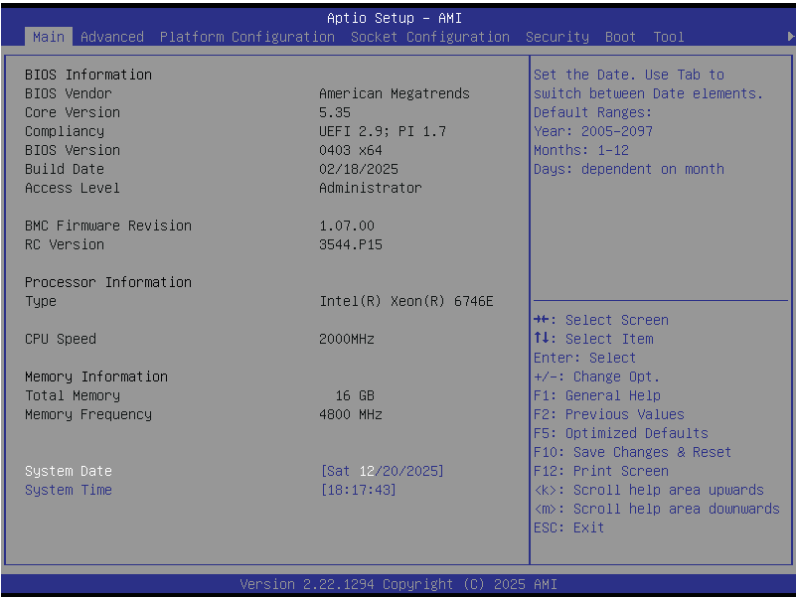 Aptio Setup – AMI
Main Advanced Platform Configuration Socket Configuration Security Boot Tool
BIOS Information
BIOS Vendor American Megatrends
Core Version 5.35
Compliancy UEFI 2.9; PI 1.7
BIOS Version 0403 x64
Build Date 02/18/2025
Access Level Administrator
BMC Firmware Revision 1.07.00
RC Version 3544.P15
Processor Information
Type Intel(R) Xeon(R) 6746E
CPU Speed 2000MHz
Memory Information
Total Memory 16 GB
Memory Frequency 4800 MHz
System Date [Sat 12/20/2025]
System Time [18:17:43]
Set the Date. Use Tab to
switch between Date elements.
Default Ranges:
Year: 2005-2097
Months: 1-12
Days: dependent on month
→←: Select Screen
↑↓: Select Item
Enter: Select
+/-: Change Opt.
F1: General Help
F2: Previous Values
F5: Optimized Defaults
F10: Save Changes & Reset
F12: Print Screen
<k>: Scroll help area upwards
<m>: Scroll help area downwards
ESC: Exit
Version 2.22.1294 Copyright (C) 2025 AMI